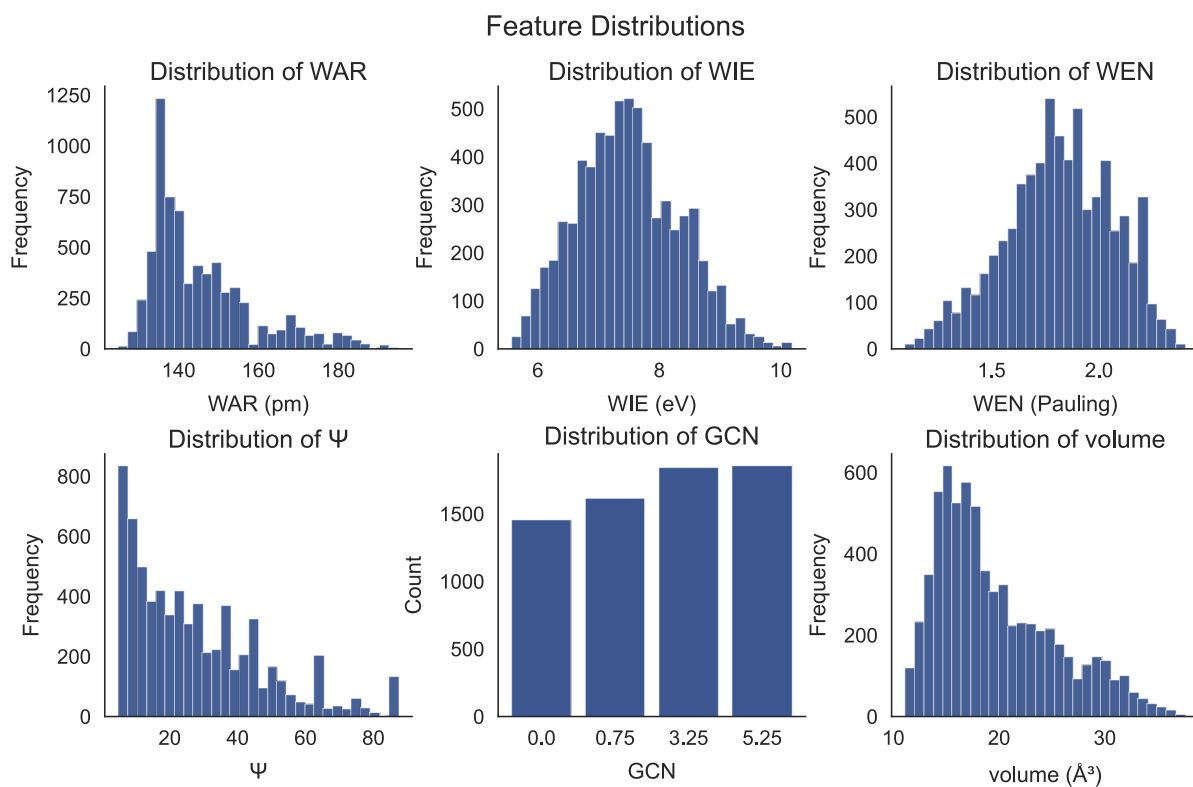 Feature Distributions
Distribution of WAR
Frequency
1250
1000
750
500
250
0
140 160 180
WAR (pm)
Distribution of WIE
Frequency
500
400
300
200
100
0
6 8 10
WIE (eV)
Distribution of WEN
Frequency
500
400
300
200
100
0
1.5 2.0
WEN (Pauling)
Distribution of Ψ
Frequency
800
600
400
200
0
20 40 60 80
Ψ
Distribution of GCN
Count
1500
1000
500
0
0.0 0.75 3.25 5.25
GCN
Distribution of volume
Frequency
600
400
200
0
10 20 30
volume (Å³)